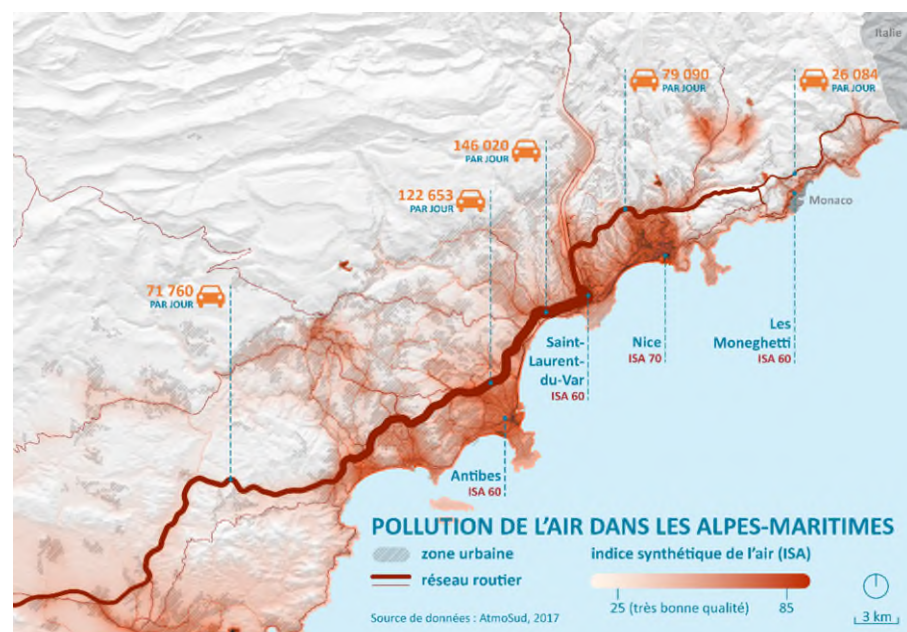 Italie
79 090
PAR JOUR
26 084
PAR JOUR
146 020
PAR JOUR
122 653
PAR JOUR
Monaco
71 760
PAR JOUR
Saint-
Laurent-
du-Var
ISA 60
Nice
ISA 70
Les
Moneghetti
ISA 60
Antibes
ISA 60
POLLUTION DE L'AIR DANS LES ALPES-MARITIMES
zone urbaine
réseau routier
indice synthétique de l'air (ISA)
25 (très bonne qualité)
85
Source de données : AtmoSud, 2017
3 km